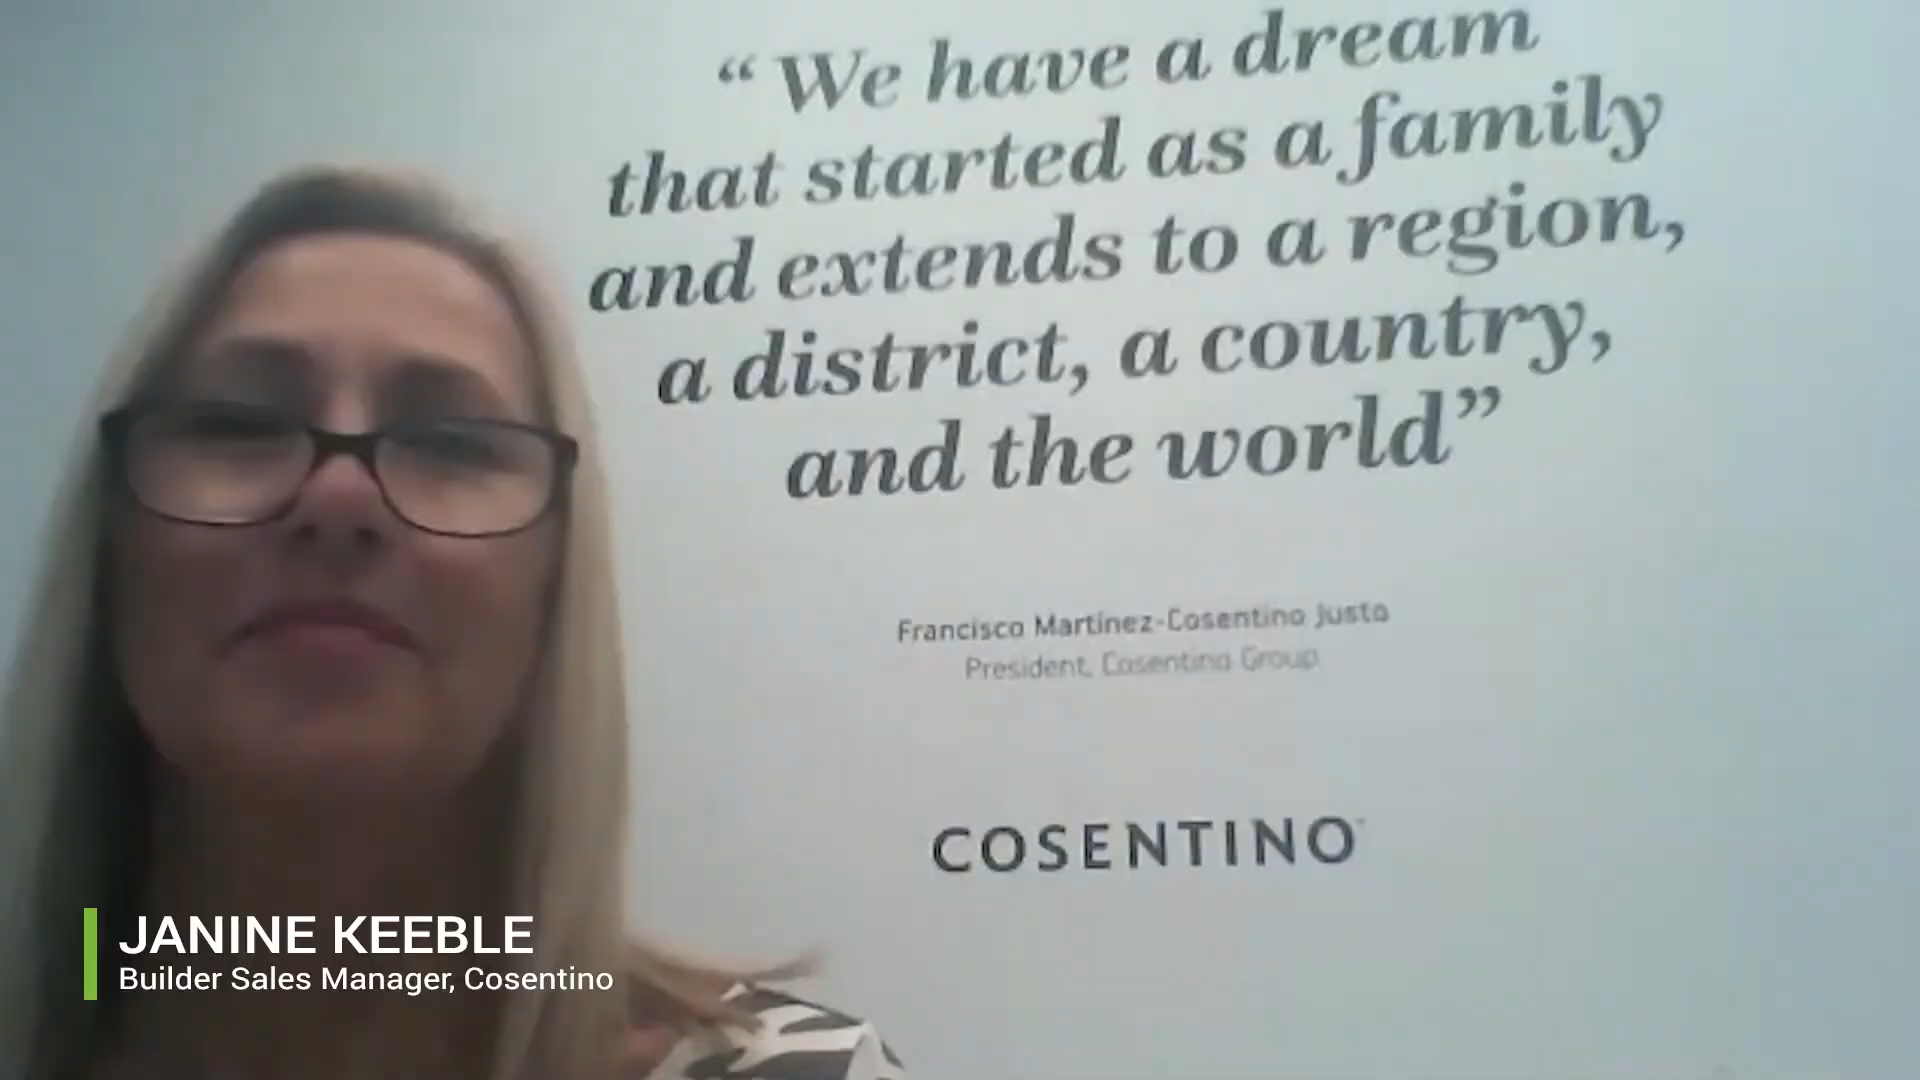 “ We have a dream
that started as a family
and extends to a region,
a district, a country,
and the world”
Francisco Martinez-Cosentino Justo
President, Cosentino Group
COSENTINO
JANINE KEEBLE
Builder Sales Manager, Cosentino